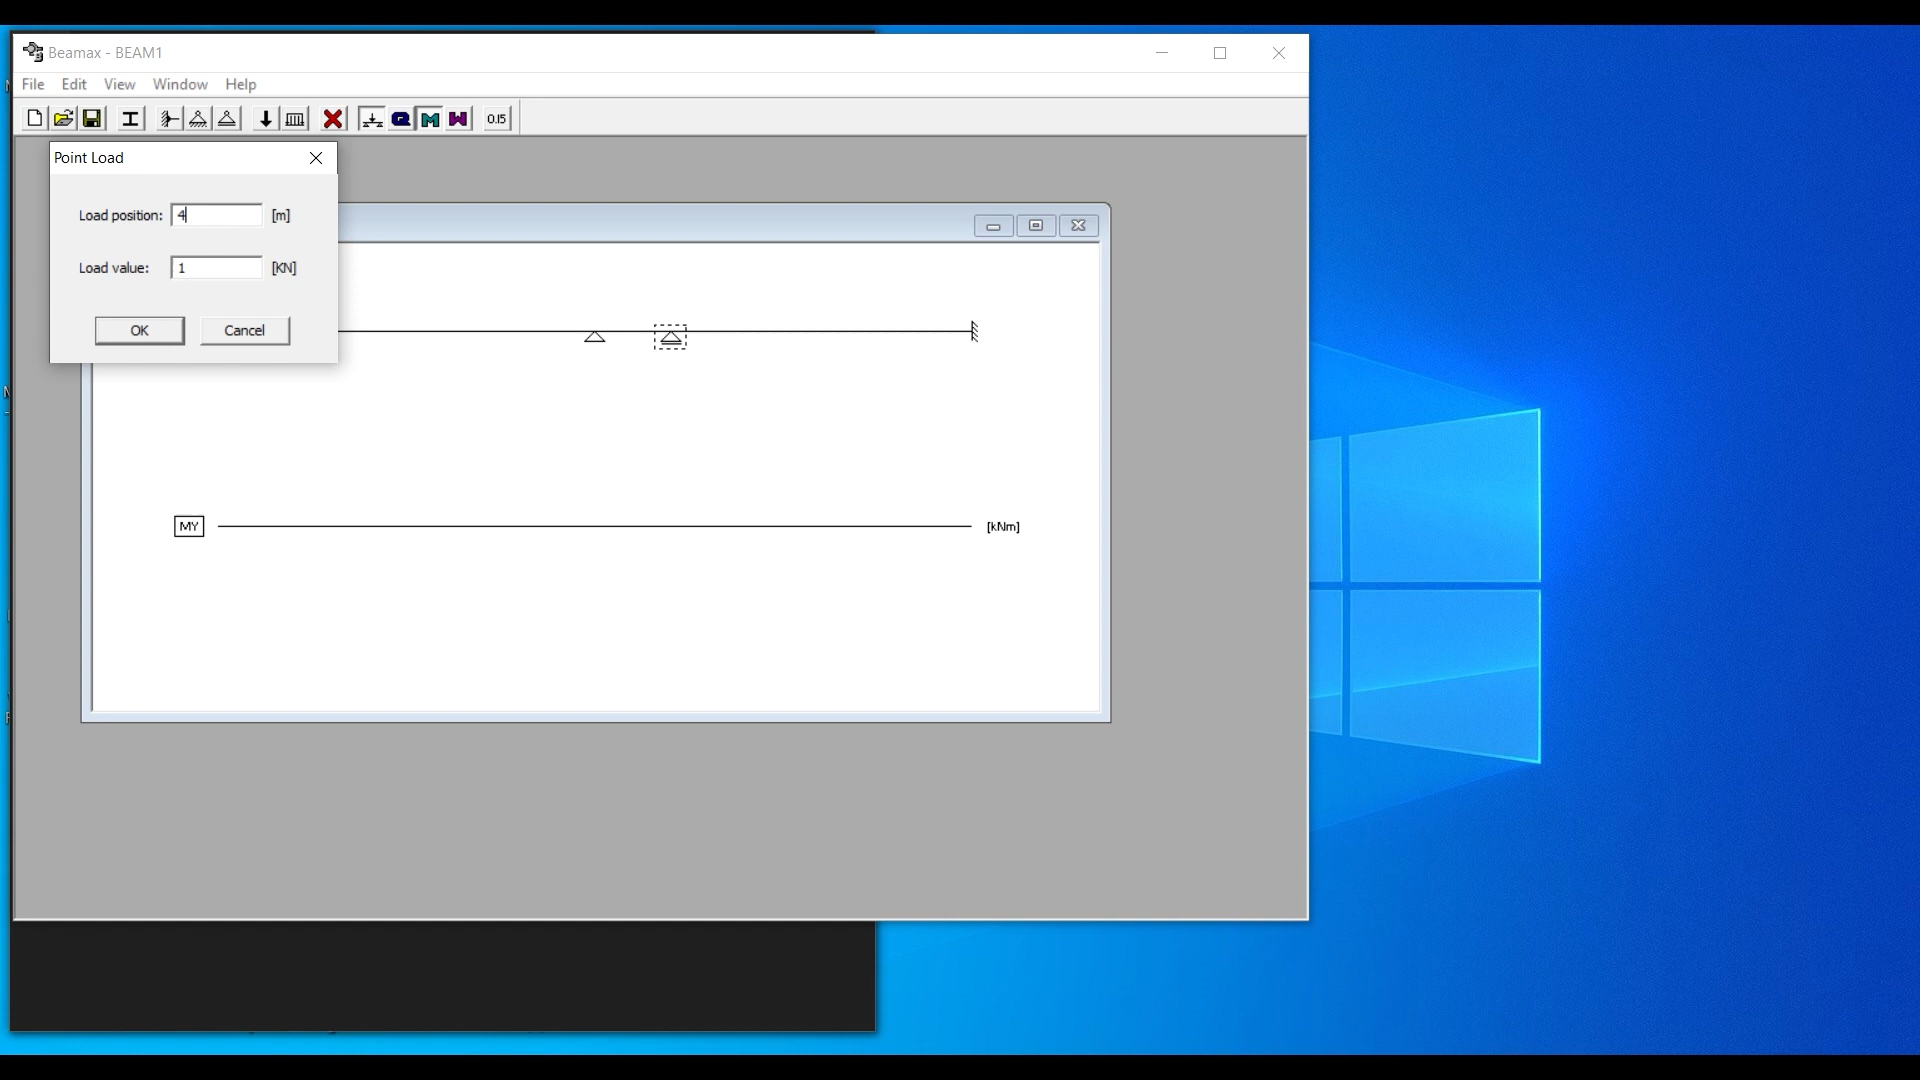 Beamax - BEAM1
File Edit View Window Help
0.15
Point Load
Load position: 4 [m]
Load value: 1 [KN]
OK Cancel
MY [kNm]